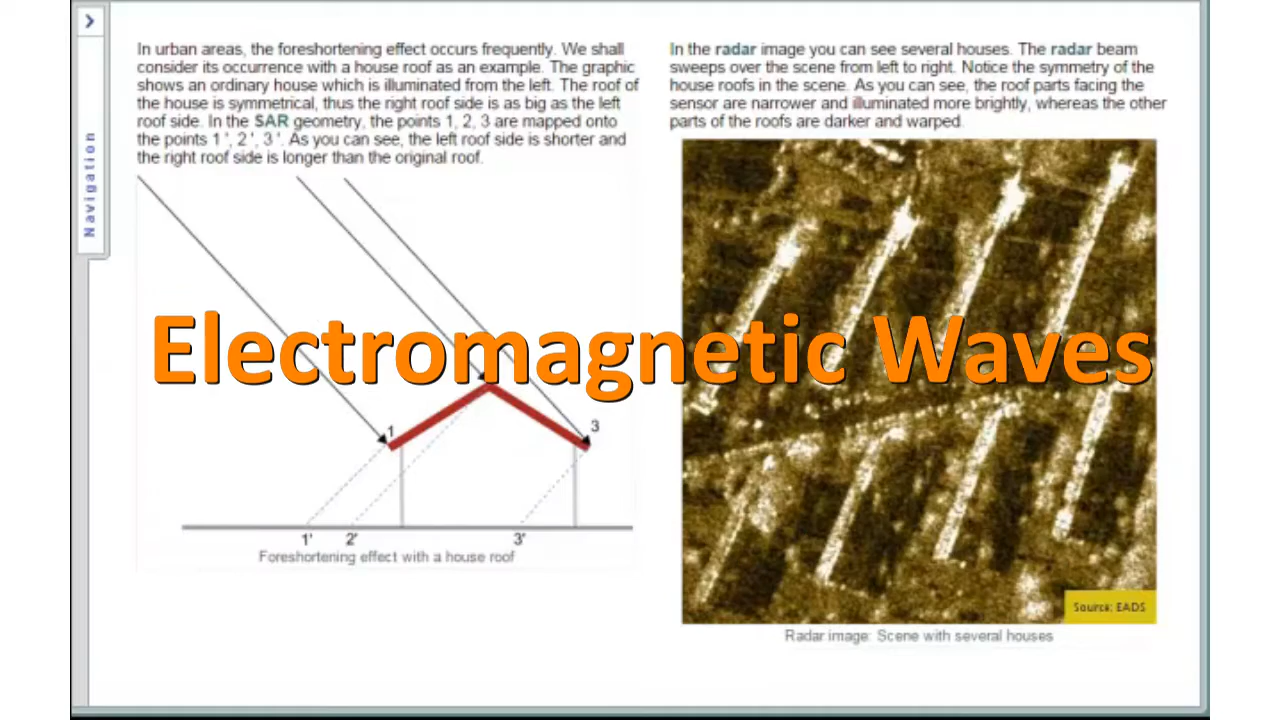 Navigation
In urban areas, the foreshortening effect occurs frequently. We shall
consider its occurrence with a house roof as an example. The graphic
shows an ordinary house which is illuminated from the left. The roof of
the house is symmetrical, thus the right roof side is as big as the left
roof side. In the SAR geometry, the points 1, 2, 3 are mapped onto
the points 1 ', 2 ', 3 '. As you can see, the left roof side is shorter and
the right roof side is longer than the original roof.
1
3
1'
2'
3'
Foreshortening effect with a house roof
In the radar image you can see several houses. The radar beam
sweeps over the scene from left to right. Notice the symmetry of the
house roofs in the scene. As you can see, the roof parts facing the
sensor are narrower and illuminated more brightly, whereas the other
parts of the roofs are darker and warped.
Source: EADS
Radar image: Scene with several houses
Electromagnetic Waves